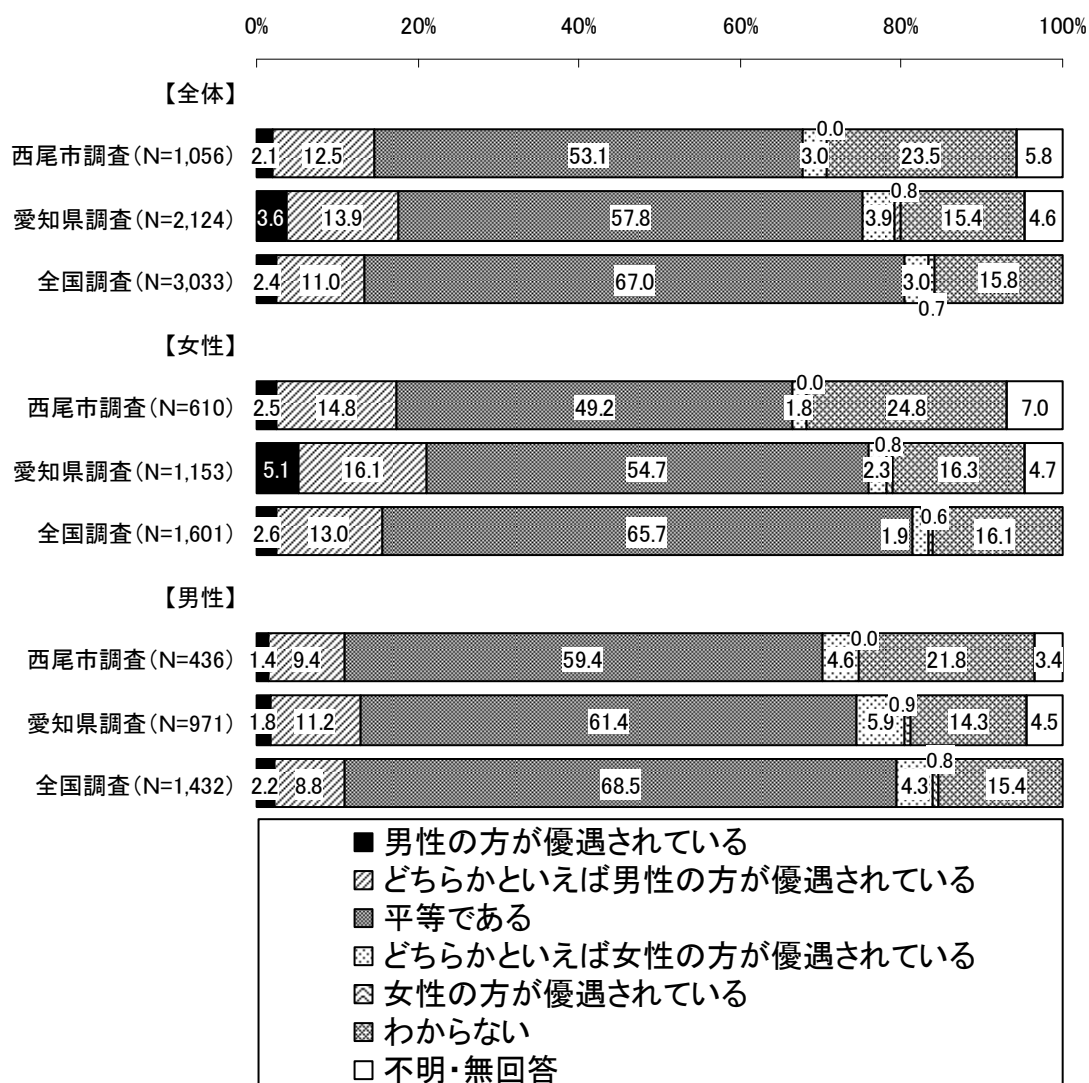 0% 20% 40% 60% 80% 100%
【全体】
西尾市調査(N=1,056) 2.1 12.5 53.1 3.0 0.0 23.5 5.8
愛知県調査(N=2,124) 3.6 13.9 57.8 3.9 0.8 15.4 4.6
全国調査(N=3,033) 2.4 11.0 67.0 3.0 0.7 15.8
【女性】
西尾市調査(N=610) 2.5 14.8 49.2 1.8 0.0 24.8 7.0
愛知県調査(N=1,153) 5.1 16.1 54.7 2.3 0.8 16.3 4.7
全国調査(N=1,601) 2.6 13.0 65.7 1.9 0.6 16.1
【男性】
西尾市調査(N=436) 1.4 9.4 59.4 4.6 0.0 21.8 3.4
愛知県調査(N=971) 1.8 11.2 61.4 5.9 0.9 14.3 4.5
全国調査(N=1,432) 2.2 8.8 68.5 4.3 0.8 15.4
男性の方が優遇されている
どちらかといえば男性の方が優遇されている
平等である
どちらかといえば女性の方が優遇されている
女性の方が優遇されている
わからない
不明・無回答